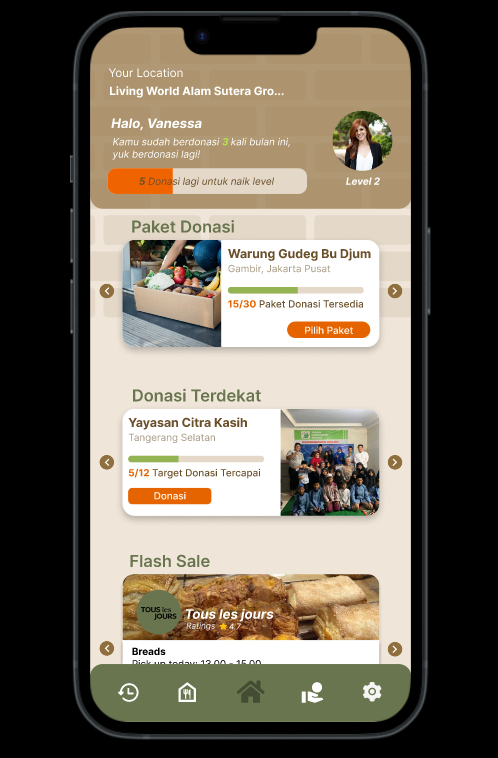 Your Location
Living World Alam Sutera Gro...
Halo, Vanessa
Kamu sudah berdonasi 3 kali bulan ini,
yuk berdonasi lagi!
5 Donasi lagi untuk naik level
Level 2
Paket Donasi
Warung Gudeg Bu Djum
Gambir, Jakarta Pusat
15/30 Paket Donasi Tersedia
Pilih Paket
Donasi Terdekat
Yayasan Citra Kasih
Tangerang Selatan
5/12 Target Donasi Tercapai
Donasi
Flash Sale
TOUS les
JOURS
Tous les jours
Ratings 4.7
Breads
Pick up today: 13.00 - 15.00